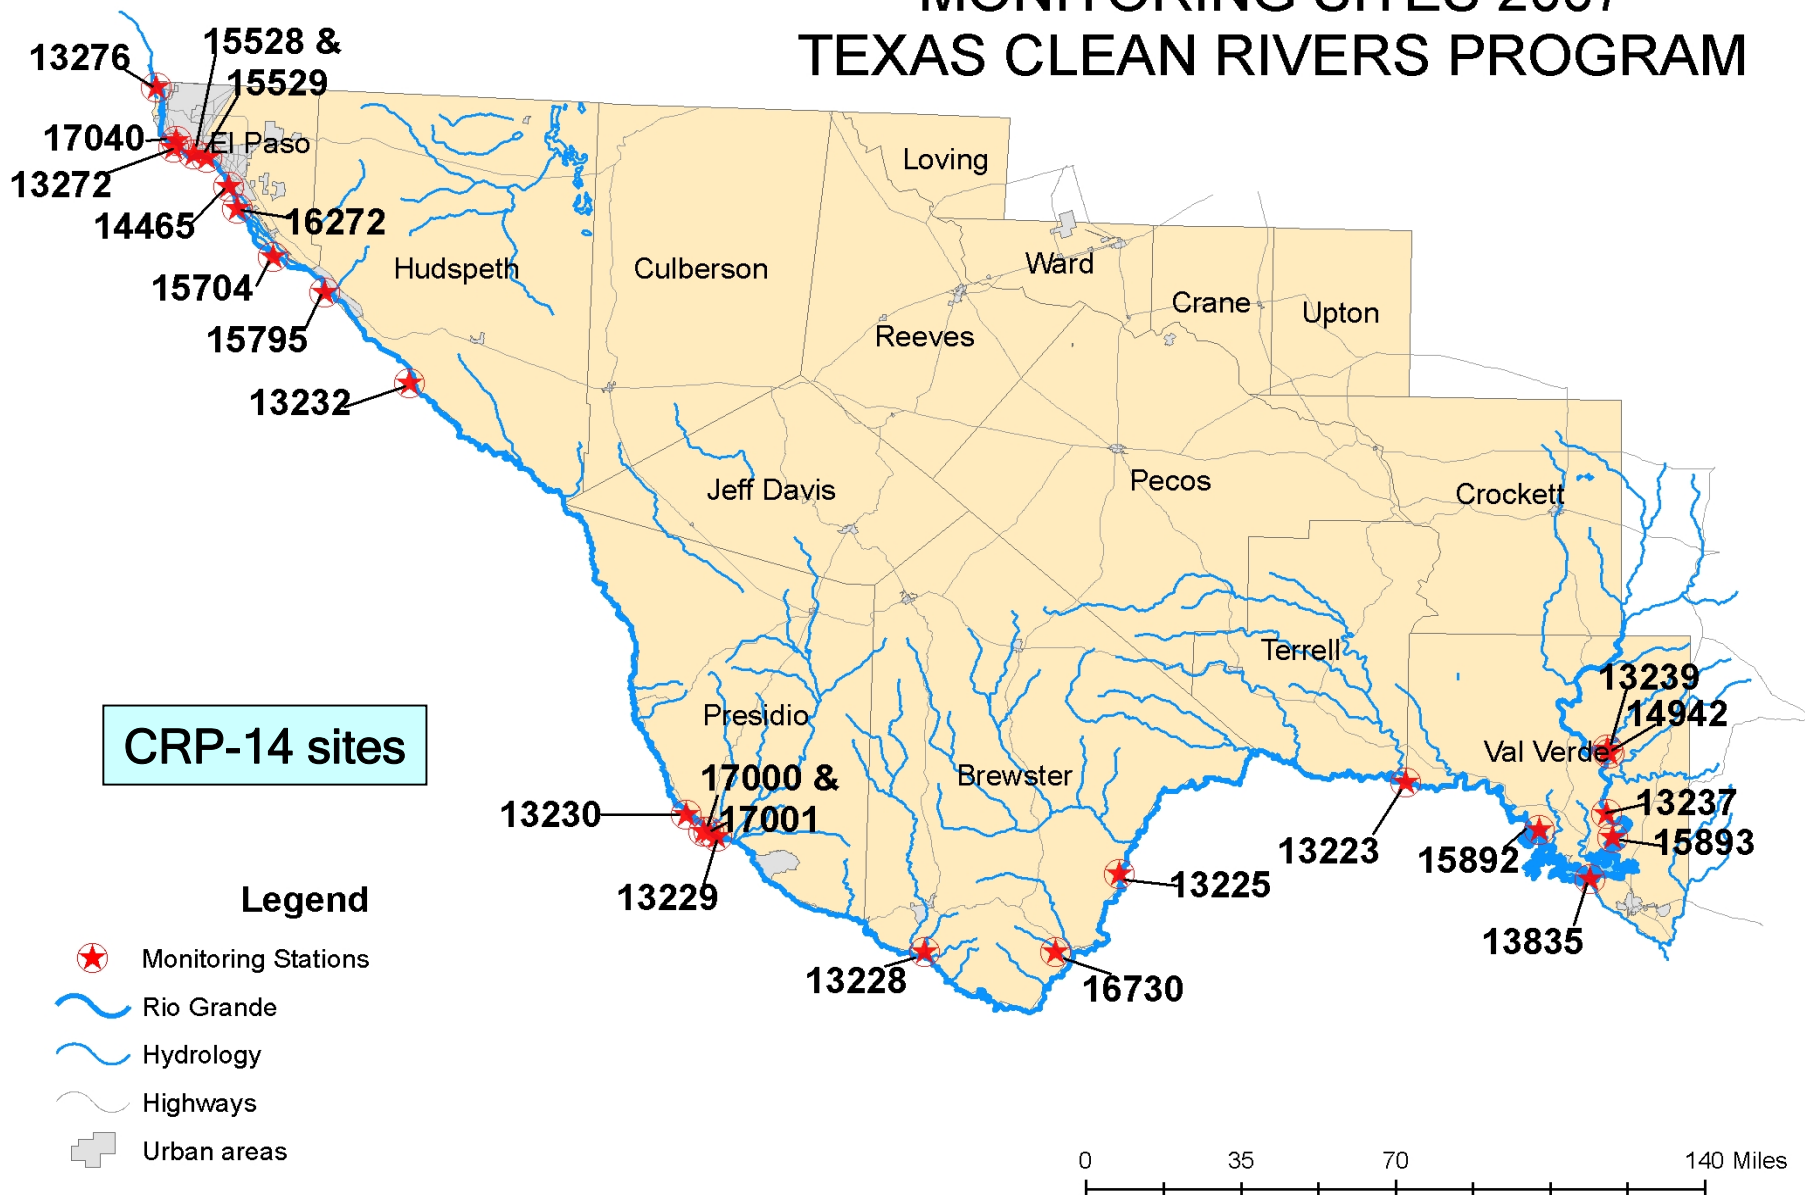 MONITORING SITES 2007
TEXAS CLEAN RIVERS PROGRAM
13276
15528 &
15529
17040
El Paso
13272
14465
16272
15704
15795
13232
Hudspeth
Culberson
Loving
Ward
Reeves
Crane
Upton
Jeff Davis
Pecos
Crockett
Terrell
Presidio
Brewster
Val Verde
13239
14942
13237
15893
15892
13223
13835
13225
16730
13228
17000 &
17001
13230
13229
CRP-14 sites
Legend
Monitoring Stations
Rio Grande
Hydrology
Highways
Urban areas
0 35 70 140 Miles